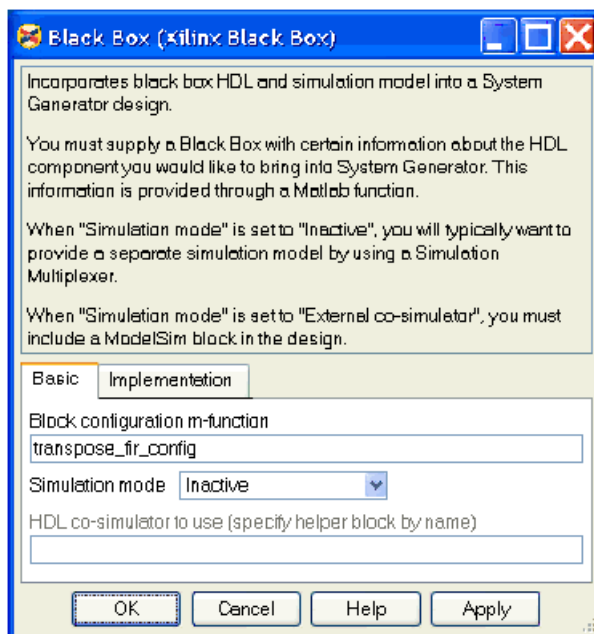 Black Box (Xilinx Black Box)
Incorporates black box HDL and simulation model into a System
Generator design.
You must supply a Black Box with certain information about the HDL
component you would like to bring into System Generator. This
information is provided through a Matlab function.
When "Simulation mode" is set to "Inactive", you will typically want to
provide a separate simulation model by using a Simulation
Multiplexer.
When "Simulation mode" is set to "External co-simulator", you must
include a ModelSim block in the design.
Basic Implementation
Block configuration m-function
transpose_fir_config
Simulation mode Inactive
HDL co-simulator to use (specify helper block by name)
OK Cancel Help Apply